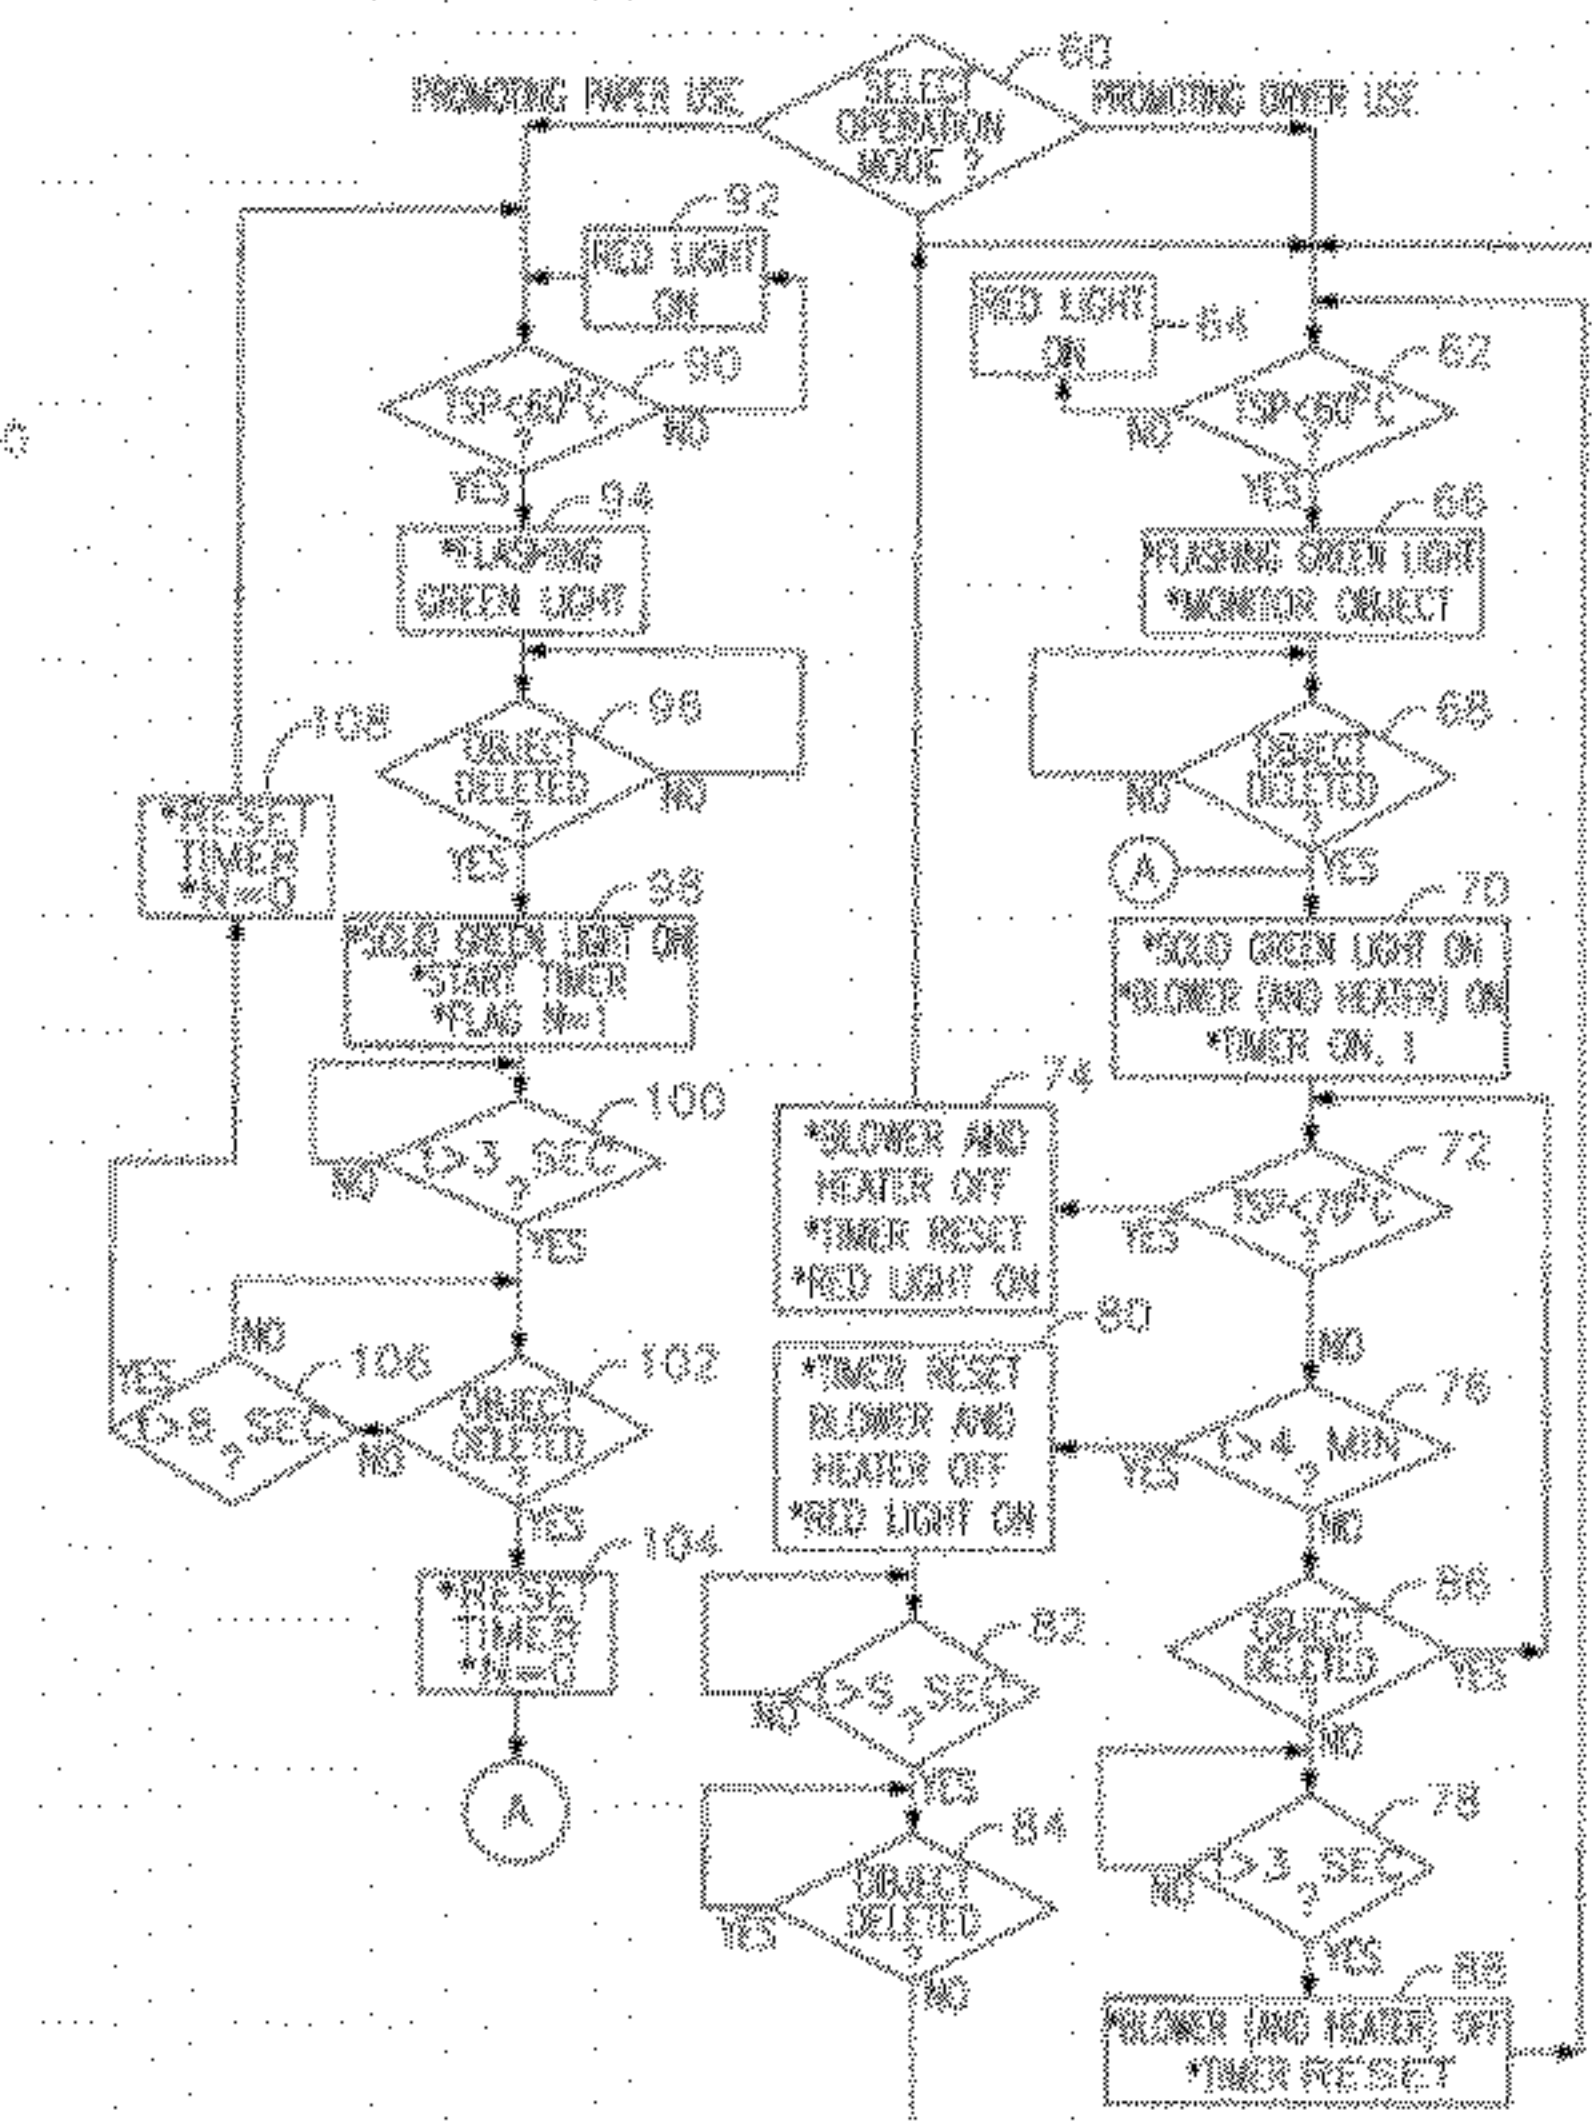 60
PROMOTING PAPER USE
SELECT
OPERATION
MODE ?
PROMOTING DRYER USE
92
RED LIGHT
ON
90
TSP<60°C
?
NO
YES
94
*FLASHING
GREEN LIGHT
96
OBJECT
DELETED
?
NO
YES
108
*RESET
TIMER
*N=0
98
*SOLID GREEN LIGHT ON
*START TIMER
*FLAG N=1
100
t>3 SEC
?
NO
YES
NO
YES
106
t>8 SEC
?
NO
102
OBJECT
DELETED
?
YES
104
*RESET
TIMER
*N=0
A
RED LIGHT
ON
64
62
TSP<60°C
?
NO
YES
66
*FLASHING GREEN LIGHT
*MONITOR OBJECT
68
OBJECT
DELETED
?
NO
YES
A
70
*SOLID GREEN LIGHT ON
*BLOWER (AND HEATER) ON
*TIMER ON, t
74
*BLOWER AND
HEATER OFF
*TIMER RESET
*RED LIGHT ON
72
TSP<70°C
?
YES
NO
80
*TIMER RESET
BLOWER AND
HEATER OFF
*RED LIGHT ON
76
t>4 MIN
?
YES
NO
82
t>5 SEC
?
NO
YES
84
OBJECT
DELETED
?
YES
NO
86
OBJECT
DELETED
?
YES
NO
78
t>3 SEC
?
NO
YES
88
*BLOWER (AND HEATER) OFF
*TIMER RESET